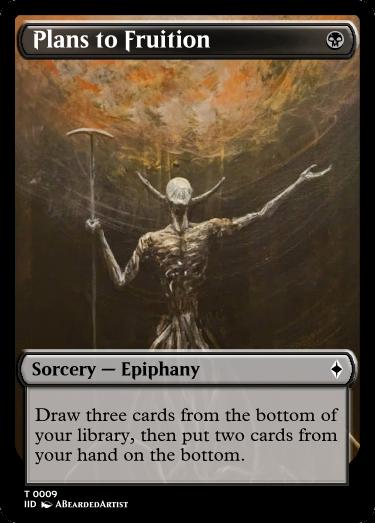 Plans to Fruition
Sorcery — Epiphany
Draw three cards from the bottom of
your library, then put two cards from
your hand on the bottom.
T 0009
IID ABeardedArtist